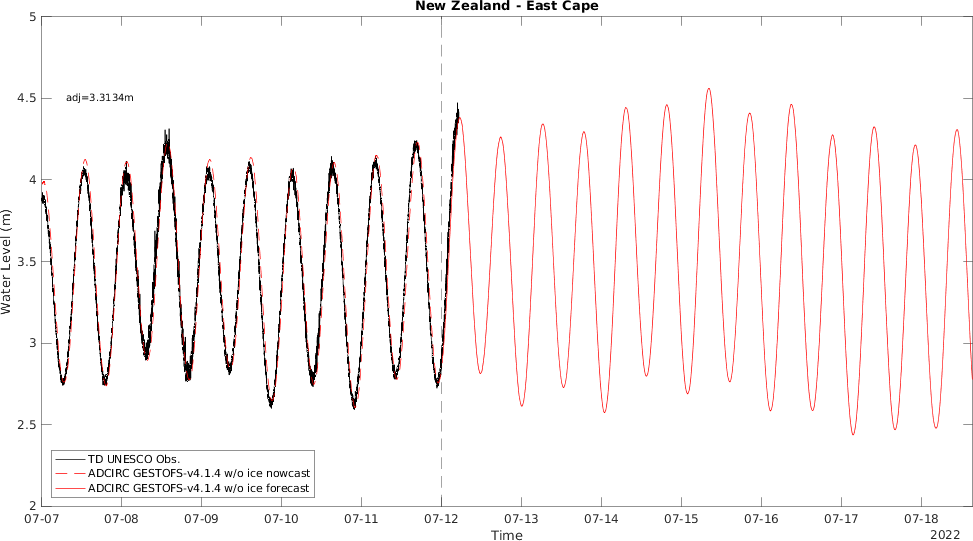 New Zealand - East Cape
5
4.5
adj=3.3134m
4
3.5
3
2.5
2
Water Level (m)
TD UNESCO Obs.
ADCIRC GESTOFS-v4.1.4 w/o ice nowcast
ADCIRC GESTOFS-v4.1.4 w/o ice forecast
07-07 07-08 07-09 07-10 07-11 07-12 07-13 07-14 07-15 07-16 07-17 07-18
Time
2022